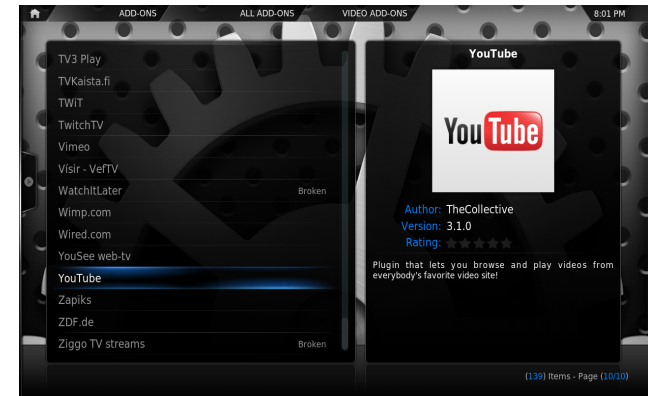 ADD-ONS ALL ADD-ONS VIDEO ADD-ONS 8:01 PM
TV3 Play
TVKaista.fi
TWiT
TwitchTV
Vimeo
Vísir - VefTV
WatchItLater Broken
Wimp.com
Wired.com
YouSee web-tv
YouTube
Zapiks
ZDF.de
Ziggo TV streams Broken
YouTube
You Tube
Author: TheCollective
Version: 3.1.0
Rating:
Plugin that lets you browse and play videos from
everybody's favorite video site!
(139) Items - Page (10/10)